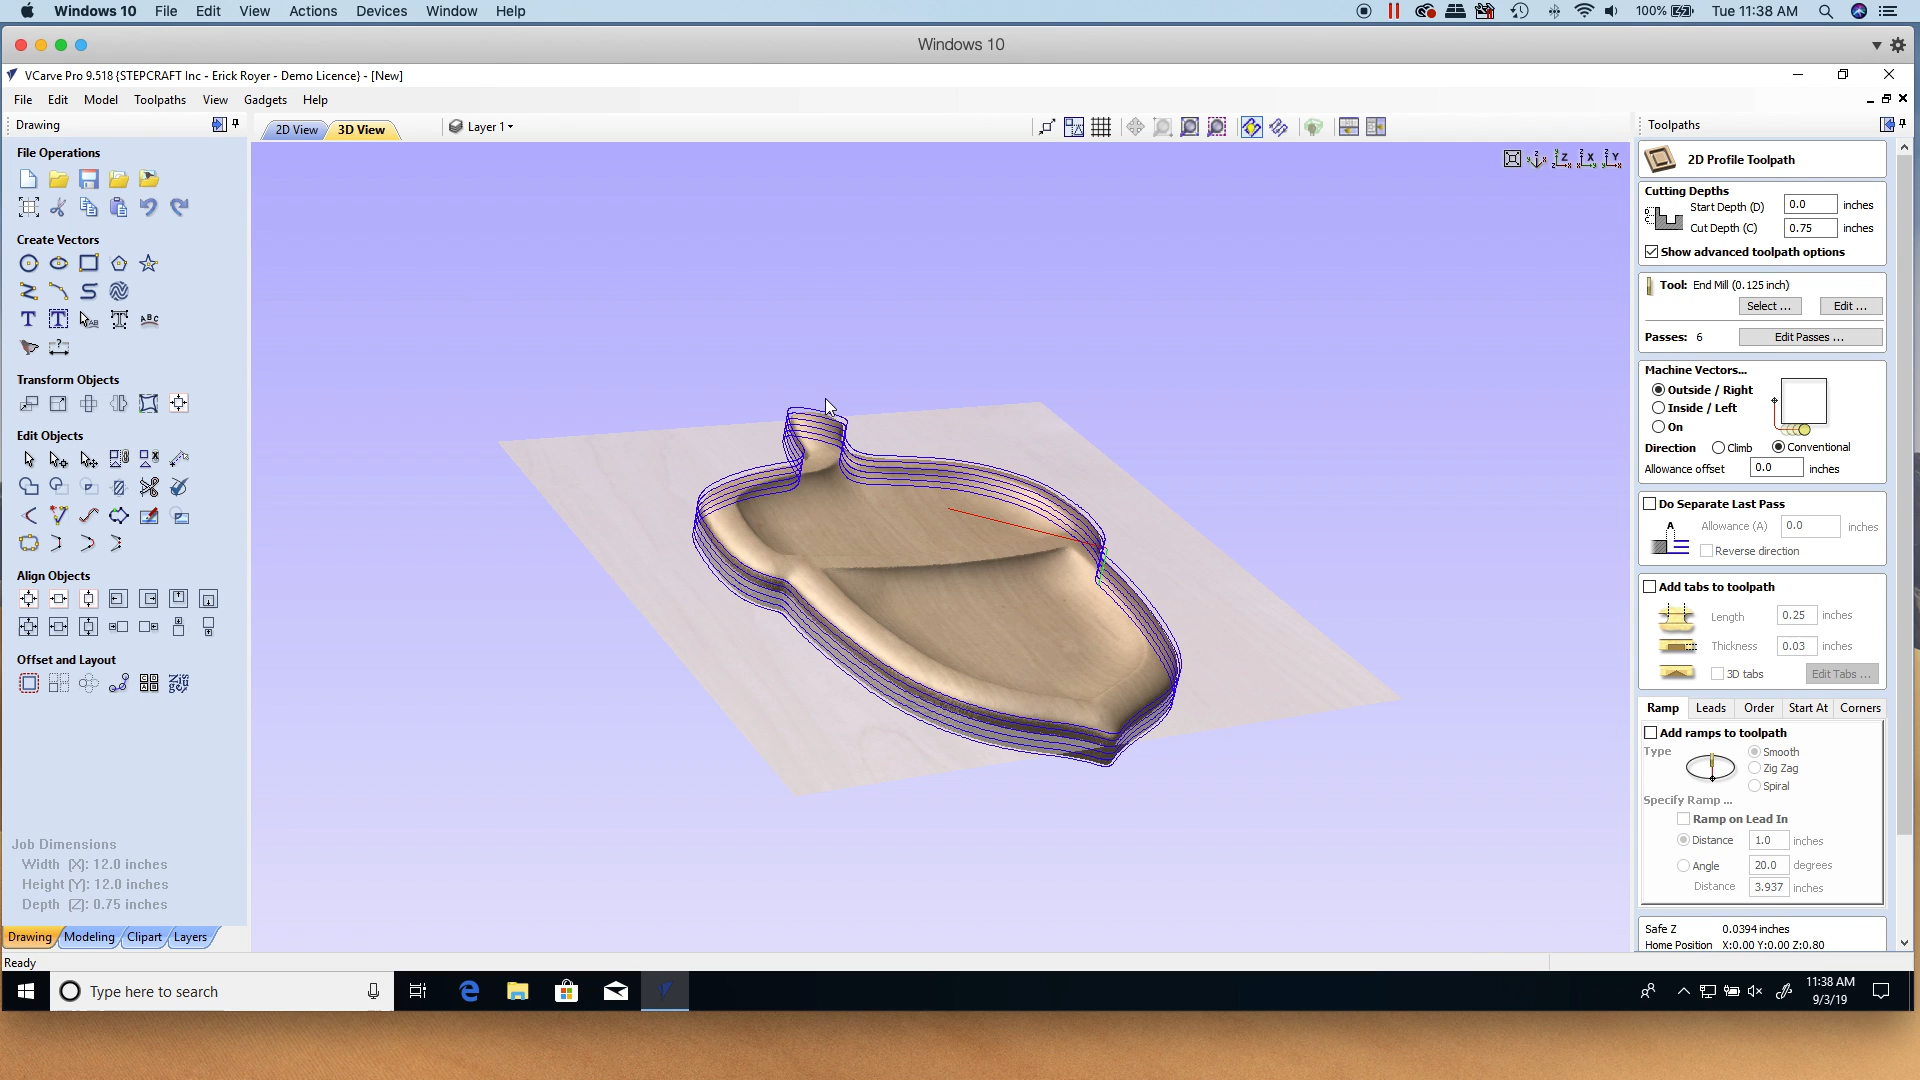 Windows 10 File Edit View Actions Devices Window Help 100% Tue 11:38 AM
Windows 10
VCarve Pro 9.518 {STEPCRAFT Inc - Erick Royer - Demo Licence} - [New]
File Edit Model Toolpaths View Gadgets Help
Drawing
2D View 3D View Layer 1
Toolpaths
File Operations
Create Vectors
Transform Objects
Edit Objects
Align Objects
Offset and Layout
Job Dimensions
Width (X): 12.0 inches
Height (Y): 12.0 inches
Depth (Z): 0.75 inches
Drawing Modeling Clipart Layers
Ready
2D Profile Toolpath
Cutting Depths
Start Depth (D) 0.0 inches
Cut Depth (C) 0.75 inches
Show advanced toolpath options
Tool: End Mill (0.125 inch)
Select ... Edit ...
Passes: 6 Edit Passes ...
Machine Vectors...
Outside / Right
Inside / Left
On
Direction Climb Conventional
Allowance offset 0.0 inches
Do Separate Last Pass
A Allowance (A) 0.0 inches
Reverse direction
Add tabs to toolpath
Length 0.25 inches
Thickness 0.03 inches
3D tabs Edit Tabs ...
Ramp Leads Order Start At Corners
Add ramps to toolpath
Type Smooth
Zig Zag
Spiral
Specify Ramp ...
Ramp on Lead In
Distance 1.0 inches
Angle 20.0 degrees
Distance 3.937 inches
Safe Z 0.0394 inches
Home Position X:0.00 Y:0.00 Z:0.80
Type here to search
11:38 AM
9/3/19